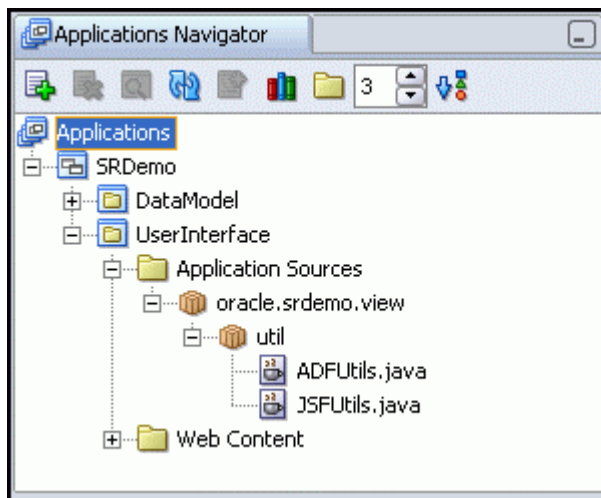 Applications Navigator
3
Applications
SRDemo
DataModel
UserInterface
Application Sources
oracle.srdemo.view
util
ADFUtils.java
JSFUtils.java
Web Content